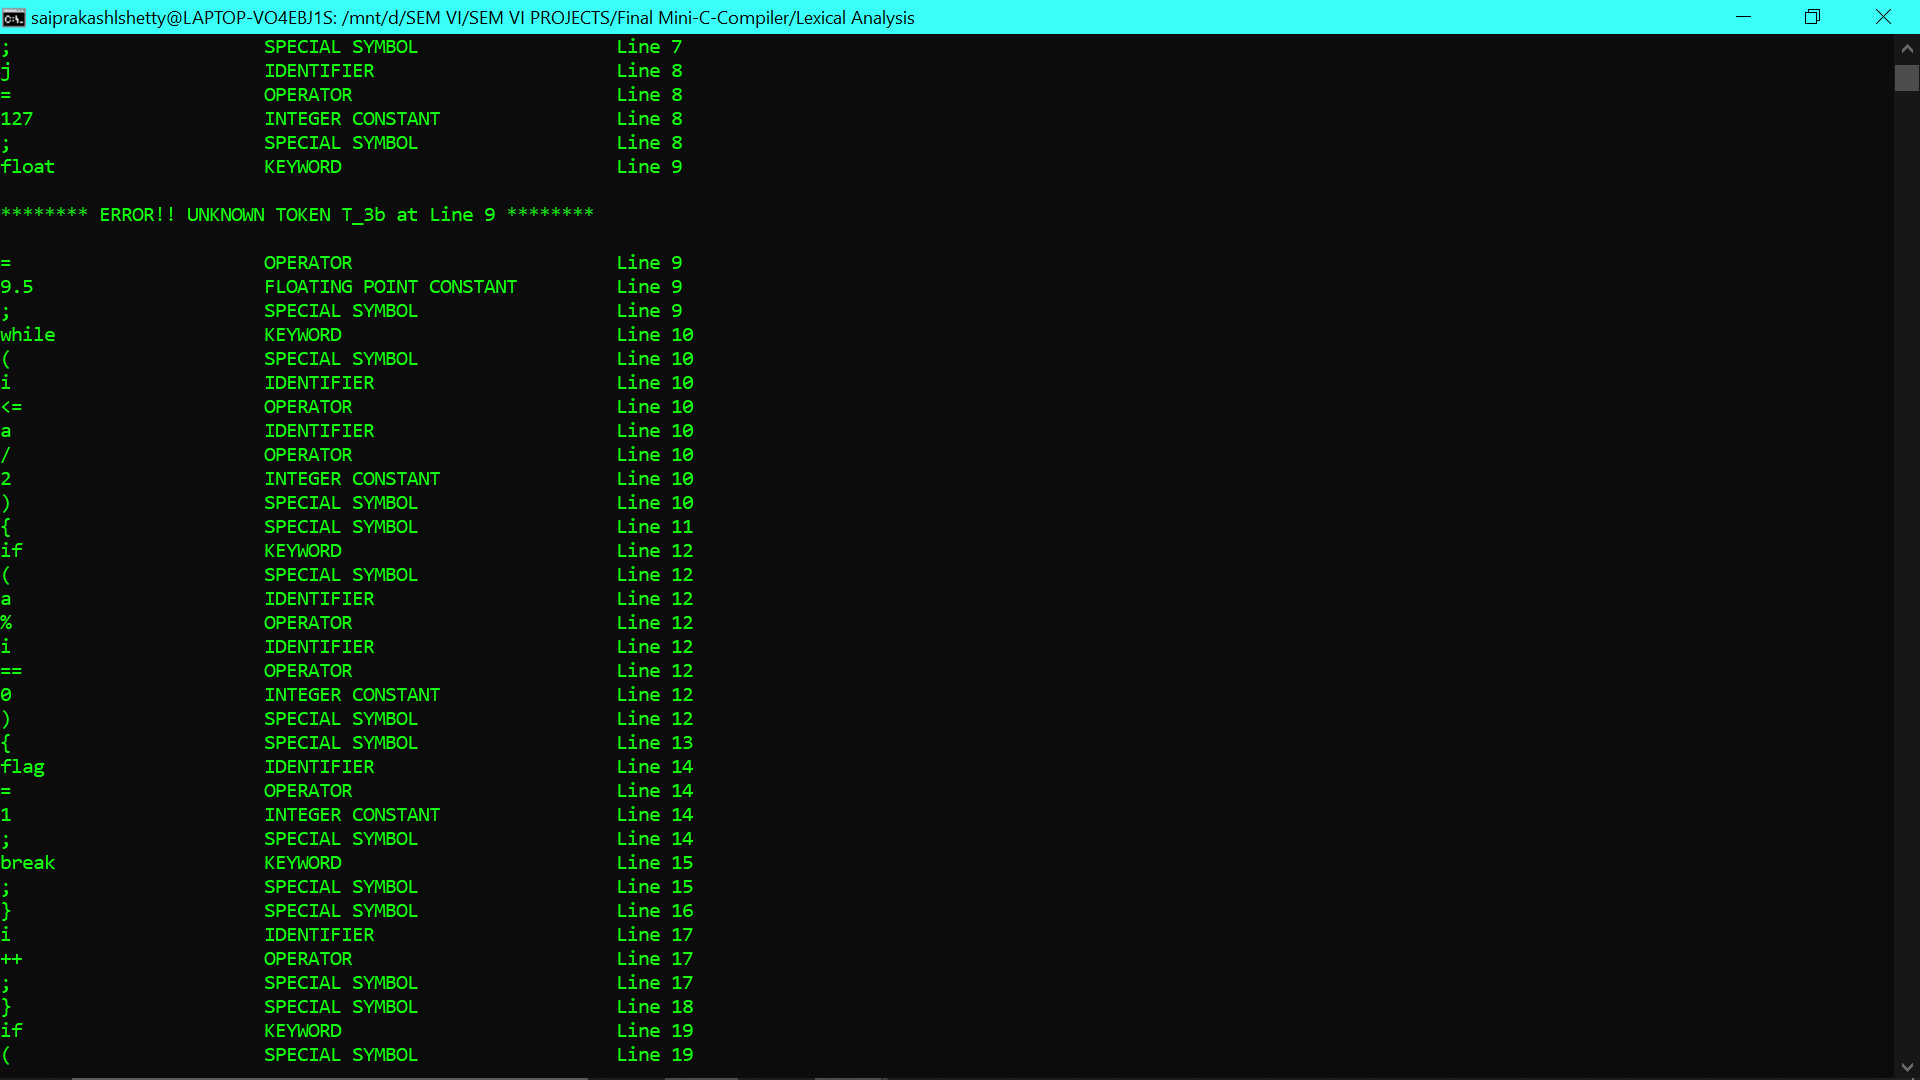 saiprakashlshetty@LAPTOP-VO4EBJ1S: /mnt/d/SEM VI/SEM VI PROJECTS/Final Mini-C-Compiler/Lexical Analysis
; SPECIAL SYMBOL Line 7
j IDENTIFIER Line 8
= OPERATOR Line 8
127 INTEGER CONSTANT Line 8
; SPECIAL SYMBOL Line 8
float KEYWORD Line 9
******** ERROR!! UNKNOWN TOKEN T_3b at Line 9 ********
= OPERATOR Line 9
9.5 FLOATING POINT CONSTANT Line 9
; SPECIAL SYMBOL Line 9
while KEYWORD Line 10
( SPECIAL SYMBOL Line 10
i IDENTIFIER Line 10
<= OPERATOR Line 10
a IDENTIFIER Line 10
/ OPERATOR Line 10
2 INTEGER CONSTANT Line 10
) SPECIAL SYMBOL Line 10
{ SPECIAL SYMBOL Line 11
if KEYWORD Line 12
( SPECIAL SYMBOL Line 12
a IDENTIFIER Line 12
% OPERATOR Line 12
i IDENTIFIER Line 12
== OPERATOR Line 12
0 INTEGER CONSTANT Line 12
) SPECIAL SYMBOL Line 12
{ SPECIAL SYMBOL Line 13
flag IDENTIFIER Line 14
= OPERATOR Line 14
1 INTEGER CONSTANT Line 14
; SPECIAL SYMBOL Line 14
break KEYWORD Line 15
; SPECIAL SYMBOL Line 15
} SPECIAL SYMBOL Line 16
i IDENTIFIER Line 17
++ OPERATOR Line 17
; SPECIAL SYMBOL Line 17
} SPECIAL SYMBOL Line 18
if KEYWORD Line 19
( SPECIAL SYMBOL Line 19